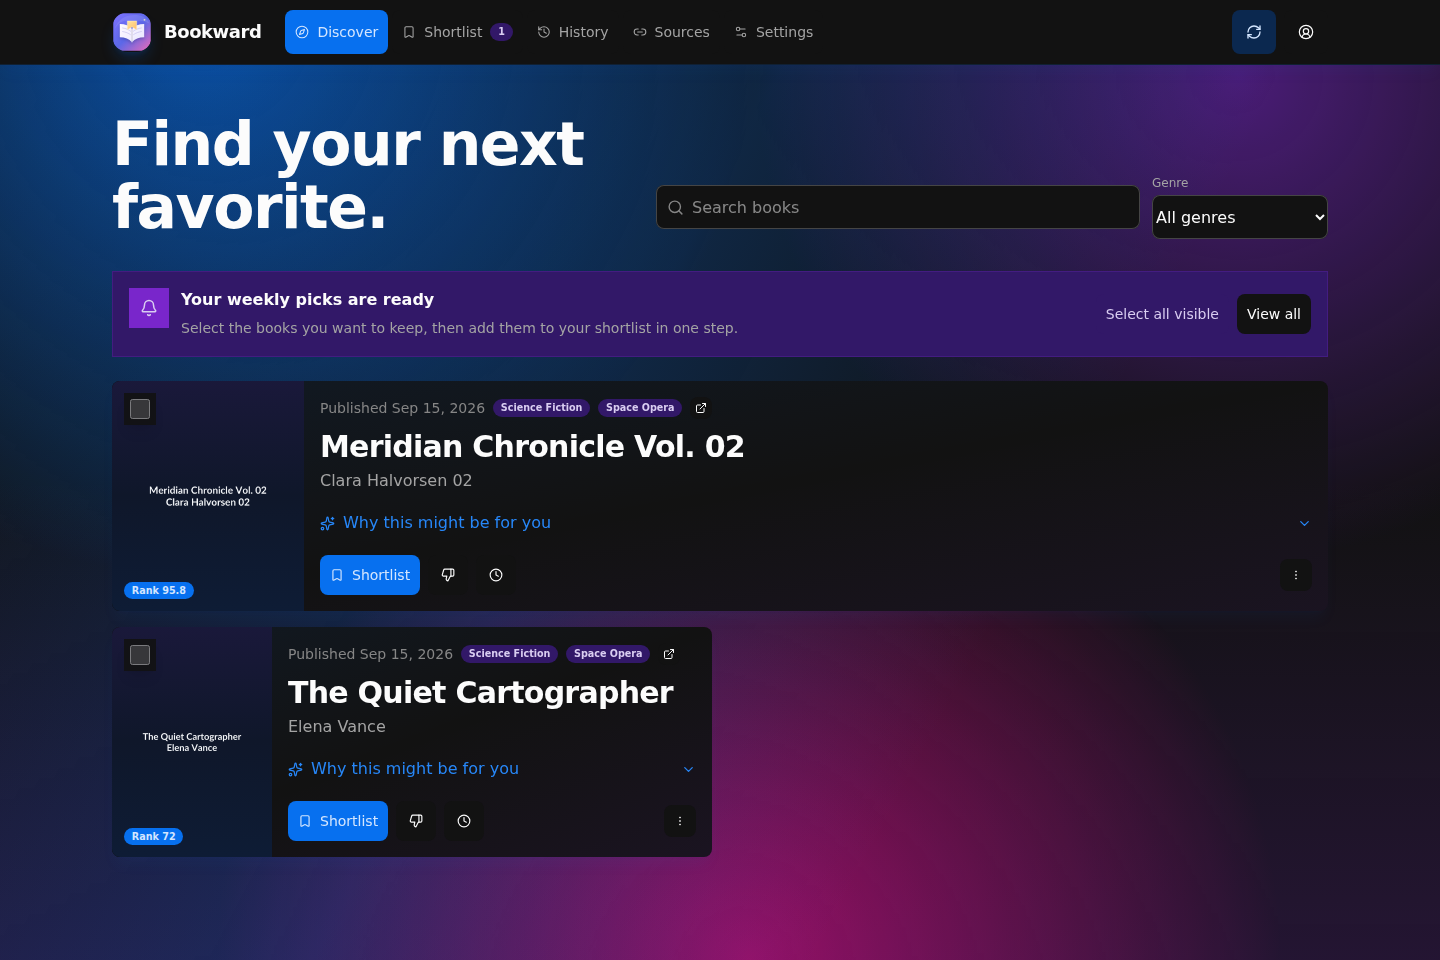 Bookward
Discover
Shortlist 1
History
Sources
Settings
Find your next
favorite.
Search books
Genre
All genres
Your weekly picks are ready
Select the books you want to keep, then add them to your shortlist in one step.
Select all visible
View all
Meridian Chronicle Vol. 02
Clara Halvorsen 02
Rank 95.8
Published Sep 15, 2026 Science Fiction Space Opera
Meridian Chronicle Vol. 02
Clara Halvorsen 02
Why this might be for you
Shortlist
The Quiet Cartographer
Elena Vance
Rank 72
Published Sep 15, 2026 Science Fiction Space Opera
The Quiet Cartographer
Elena Vance
Why this might be for you
Shortlist